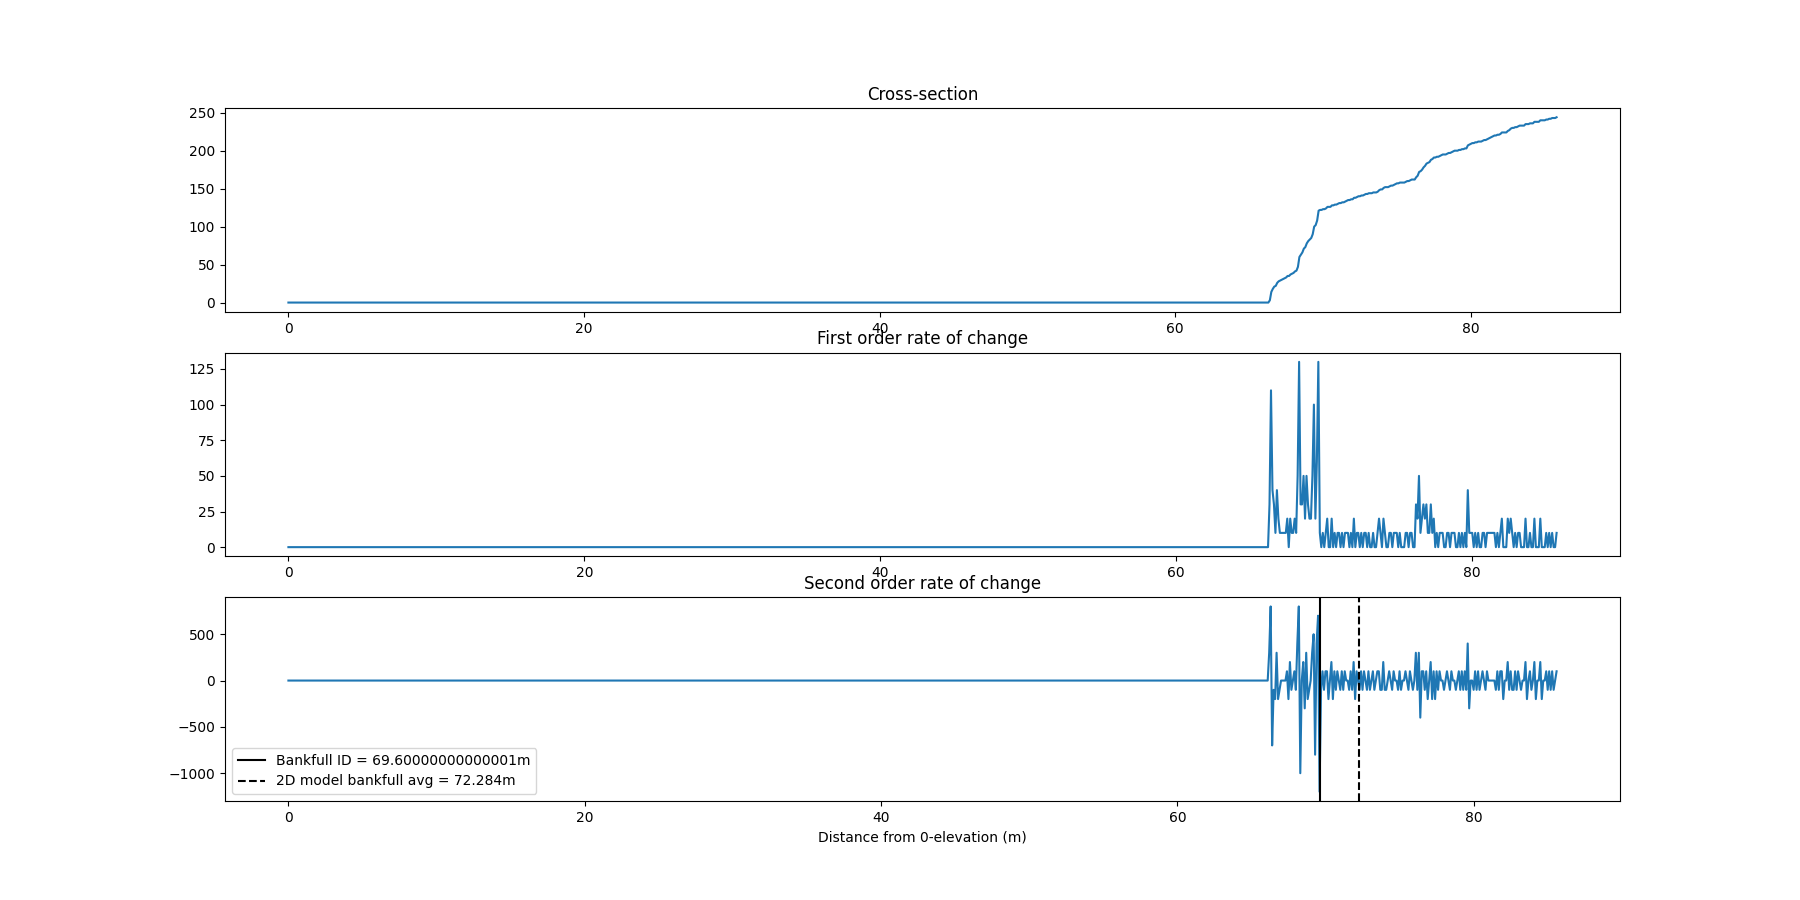 Cross-section
250
200
150
100
50
0
0 20 40 60 80
First order rate of change
125
100
75
50
25
0
0 20 40 60 80
Second order rate of change
500
0
−500
−1000
Bankfull ID = 69.60000000000001m
2D model bankfull avg = 72.284m
0 20 40 60 80
Distance from 0-elevation (m)